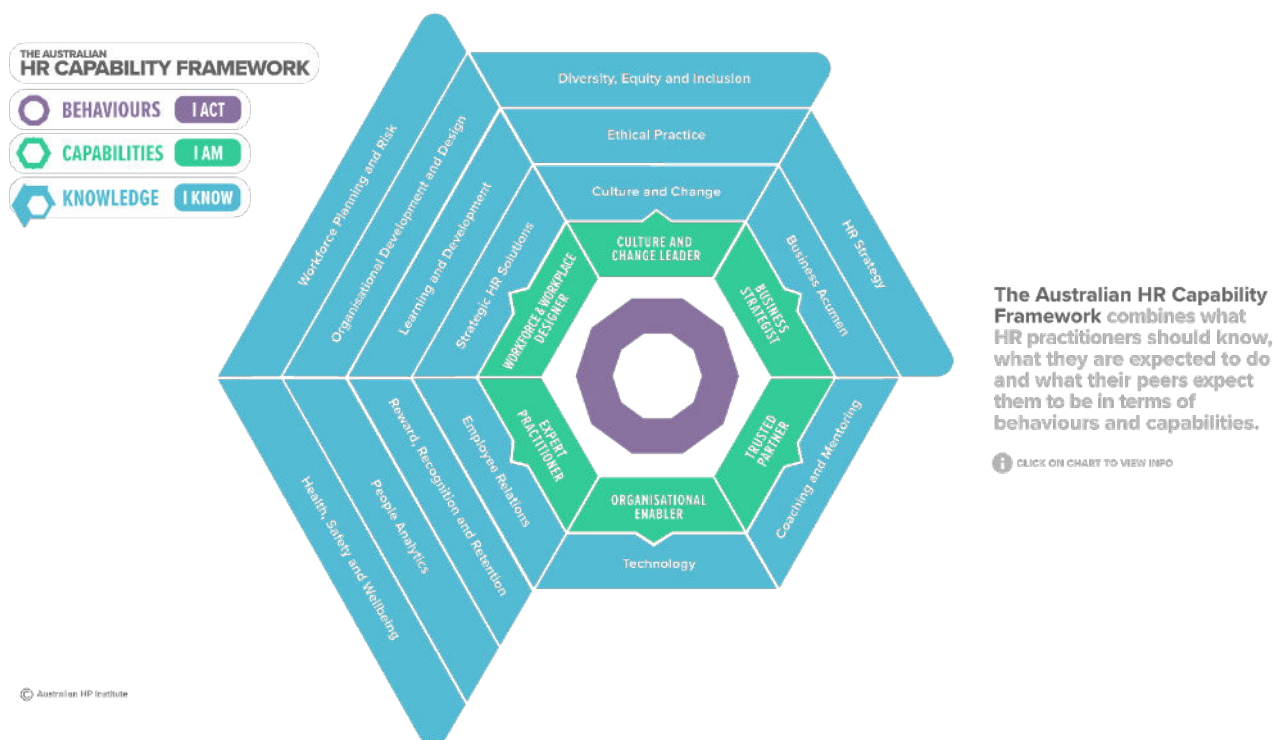 THE AUSTRALIAN
HR CAPABILITY FRAMEWORK
BEHAVIOURS I ACT
CAPABILITIES I AM
KNOWLEDGE I KNOW
Diversity, Equity and Inclusion
Ethical Practice
Culture and Change
CULTURE AND
CHANGE LEADER
Workforce Planning and Risk
Organisational Development and Design
Learning and Development
Strategic HR Solutions
WORKFORCE & WORKPLACE
DESIGNER
BUSINESS
STRATEGIST
Business Acumen
HR Strategy
Health, Safety and Wellbeing
People Analytics
Reward, Recognition and Retention
Employee Relations
EXPERT
PRACTITIONER
ORGANISATIONAL
ENABLER
Technology
TRUSTED
PARTNER
Coaching and Mentoring
The Australian HR Capability
Framework combines what
HR practitioners should know,
what they are expected to do
and what their peers expect
them to be in terms of
behaviours and capabilities.
CLICK ON CHART TO VIEW INFO
© Australian HP Institute